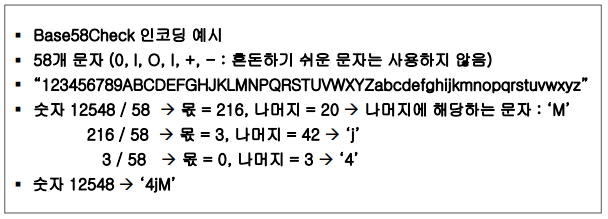 ▪ Base58Check 인코딩 예시
▪ 58개 문자 (0, I, O, l, +, - : 혼돈하기 쉬운 문자는 사용하지 않음)
▪ “123456789ABCDEFGHJKLMNPQRSTUVWXYZabcdefghijkmnopqrstuvwxyz”
▪ 숫자 12548 / 58 → 몫 = 216, 나머지 = 20 → 나머지에 해당하는 문자 : ‘M’
216 / 58 → 몫 = 3, 나머지 = 42 → ‘j’
3 / 58 → 몫 = 0, 나머지 = 3 → ‘4’
▪ 숫자 12548 → ‘4jM’